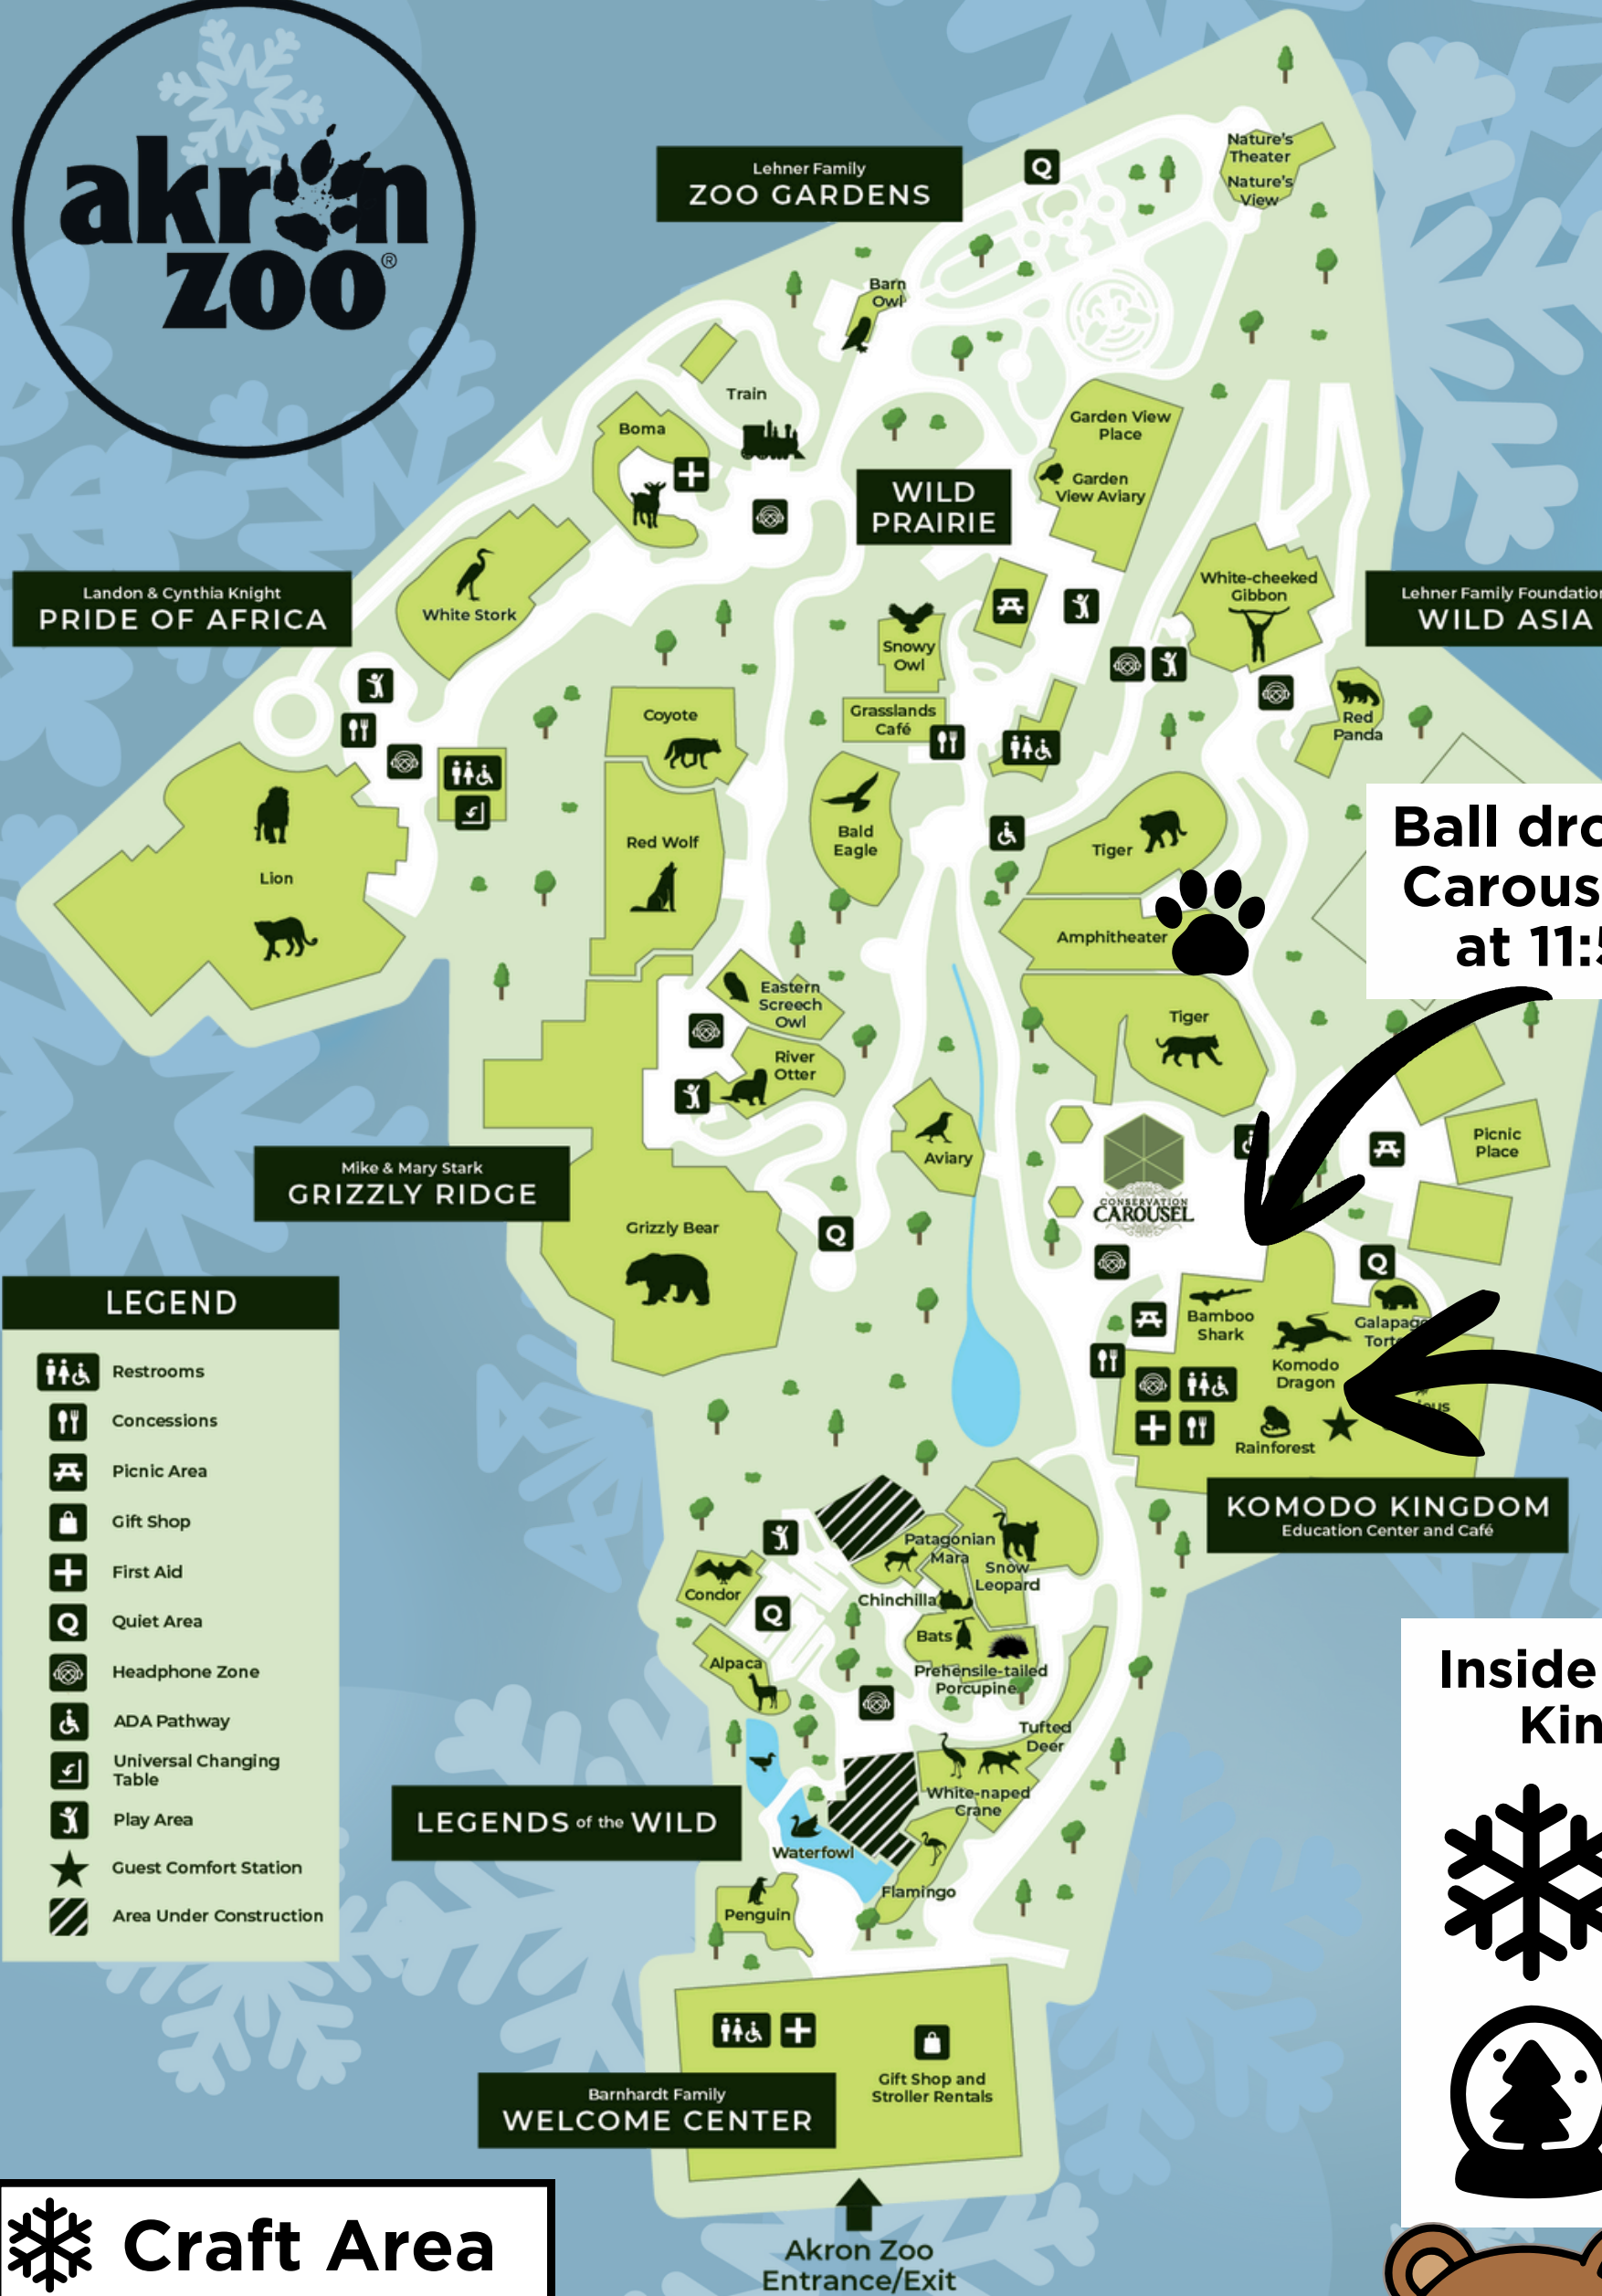 akron
zoo®
Lehner Family
ZOO GARDENS
Q
Nature's
Theater
Nature's
View
Barn
Owl
Train
Boma
Garden View
Place
Garden
View Aviary
WILD
PRAIRIE
White Stork
Landon & Cynthia Knight
PRIDE OF AFRICA
White-cheeked
Gibbon
Lehner Family Foundation
WILD ASIA
Snowy
Owl
Red
Panda
Coyote
Grasslands
Café
Bald
Eagle
Red Wolf
Tiger
Lion
Amphitheater
Ball
Carous
at 11:5
Eastern
Screech
Owl
Tiger
River
Otter
Aviary
Picnic
Place
Mike & Mary Stark
GRIZZLY RIDGE
CONSERVATION
CAROUSEL
Grizzly Bear
Q
Q
Bamboo
Shark
Galapag
Tort
Komodo
Dragon
Rainforest
KOMODO KINGDOM
Education Center and Café
LEGEND
Restrooms
Concessions
Picnic Area
Gift Shop
First Aid
Q Quiet Area
Headphone Zone
ADA Pathway
Universal Changing
Table
Play Area
Guest Comfort Station
Area Under Construction
Patagonian
Mara
Snow
Leopard
Condor
Chinchilla
Q
Bats
Alpaca
Prehensile-tailed
Porcupine
Tufted
Deer
White-naped
Crane
LEGENDS of the WILD
Waterfowl
Flamingo
Penguin
Inside
Kin
Gift Shop and
Stroller Rentals
Barnhardt Family
WELCOME CENTER
Craft Area
Akron Zoo
Entrance/Exit